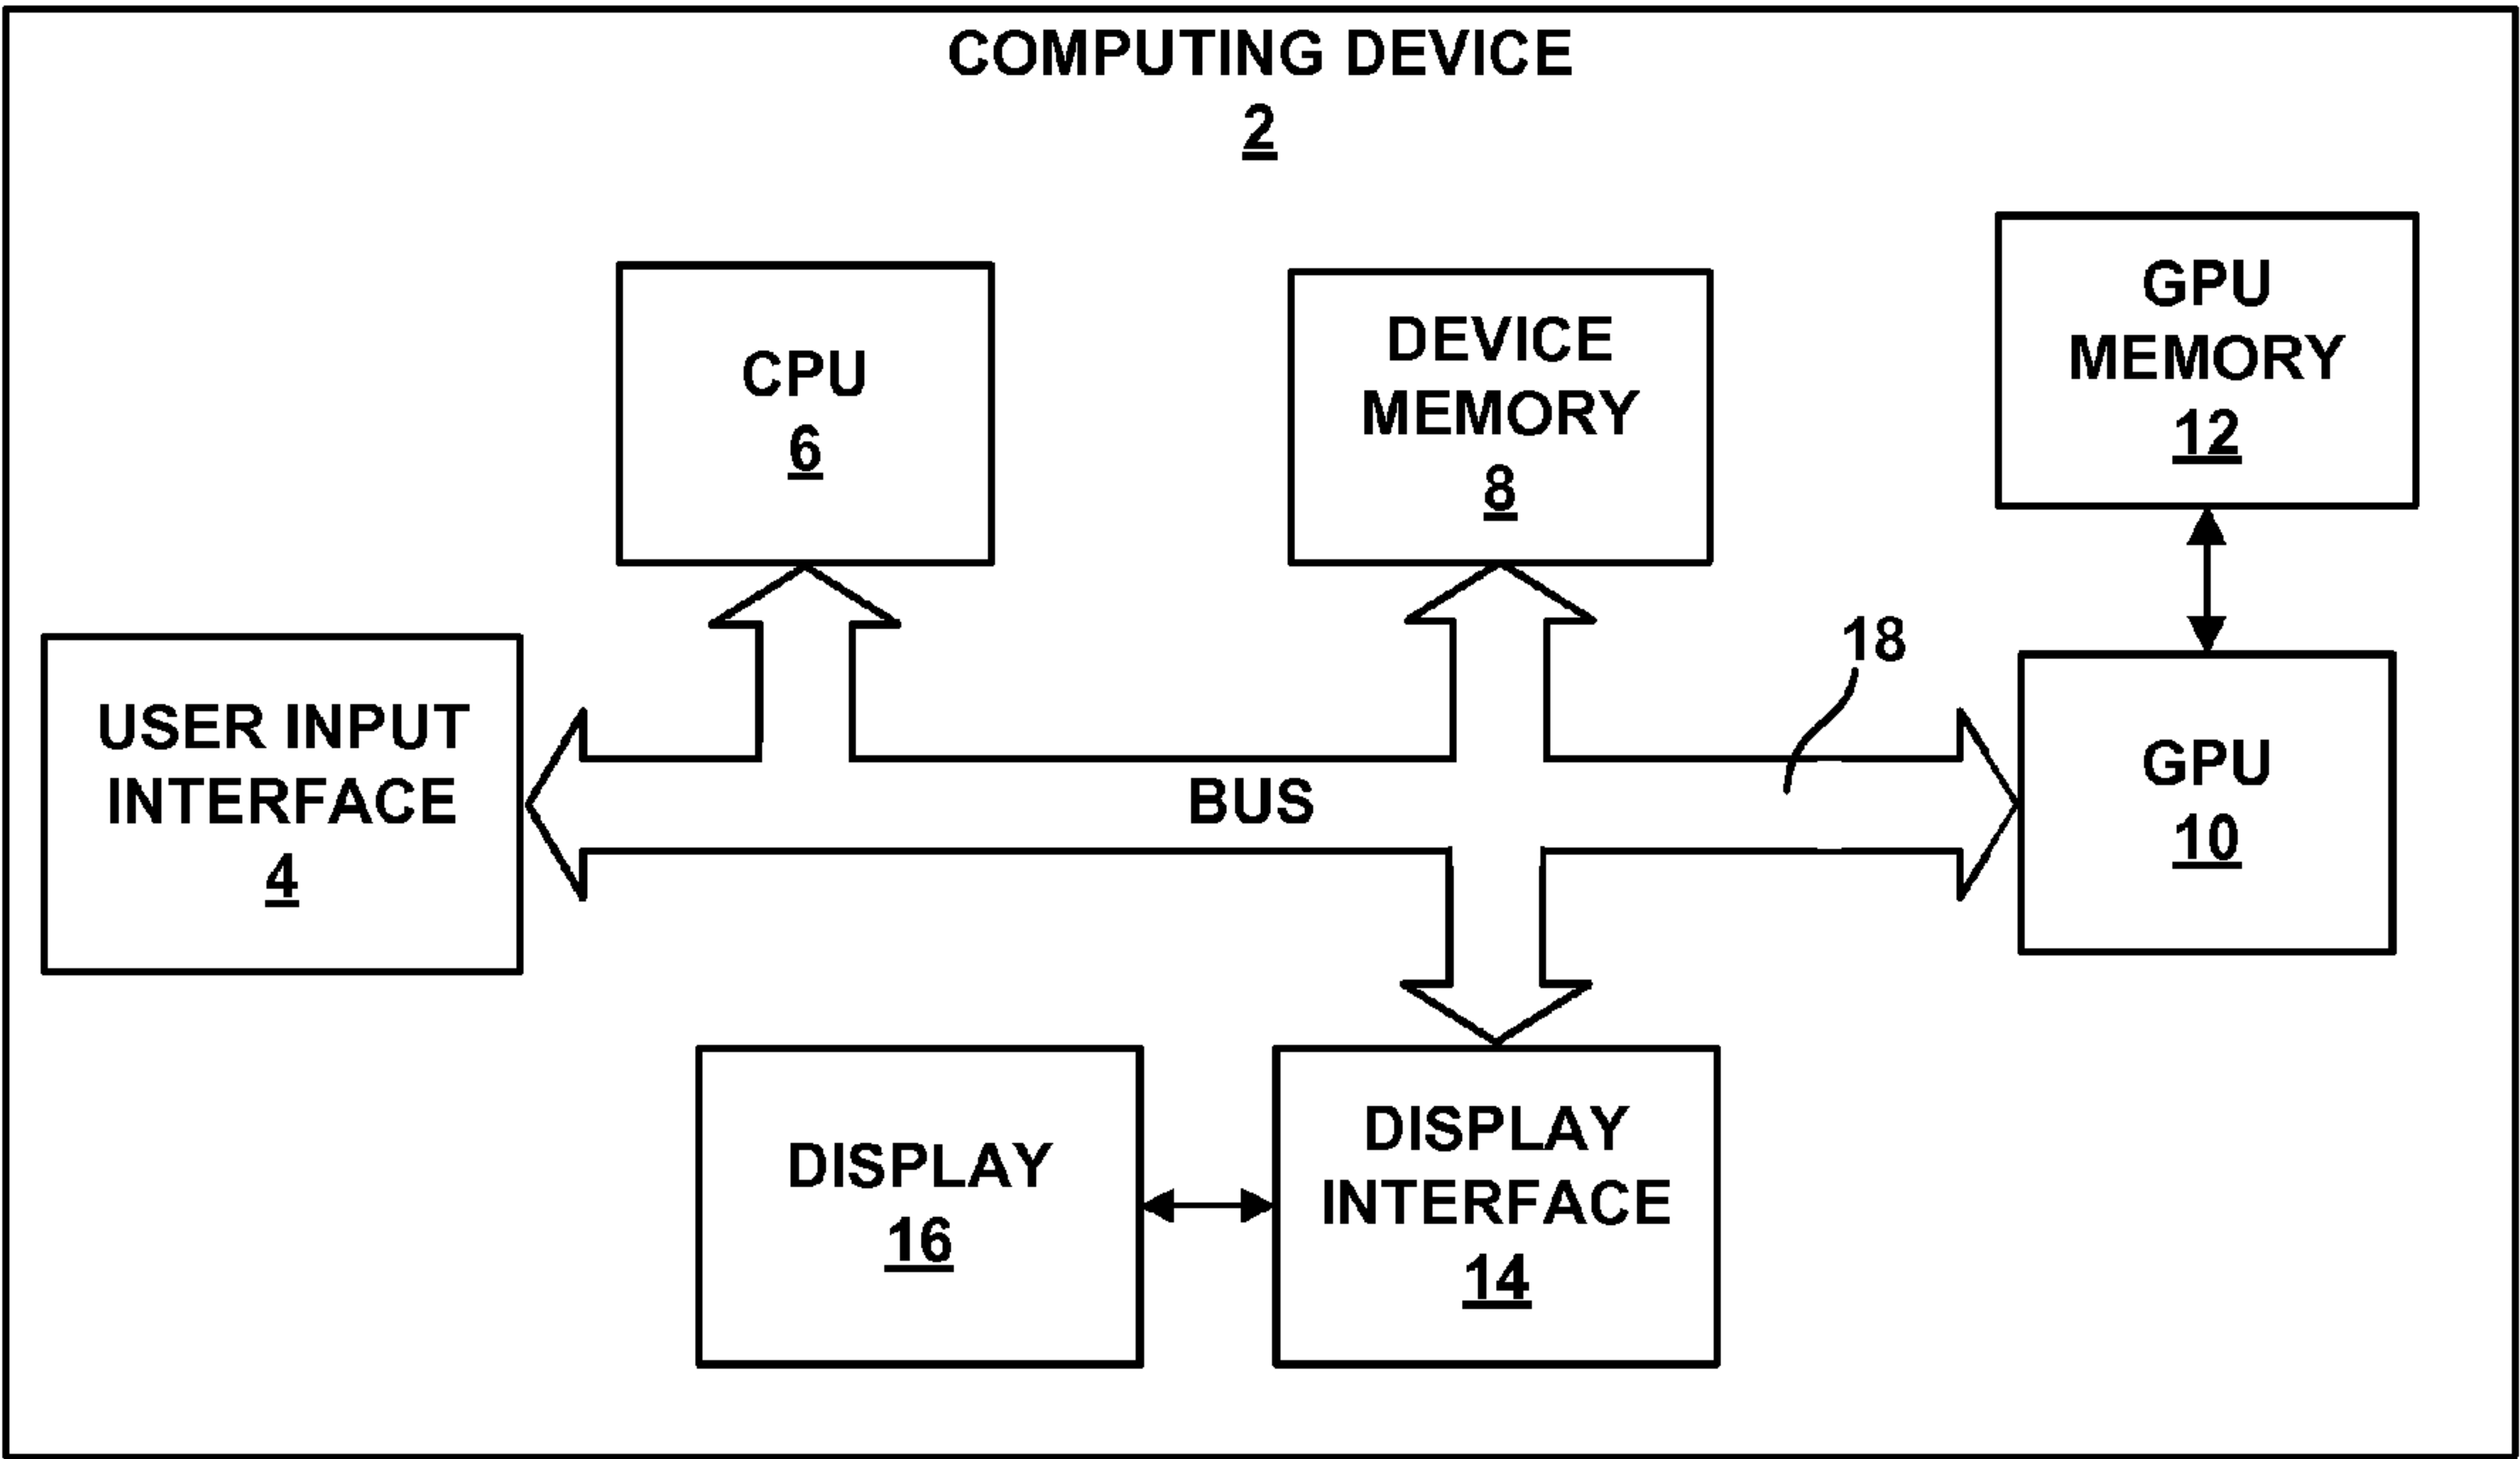 COMPUTING DEVICE
2
CPU
6
DEVICE
MEMORY
8
GPU
MEMORY
12
USER INPUT
INTERFACE
4
BUS
18
GPU
10
DISPLAY
16
DISPLAY
INTERFACE
14